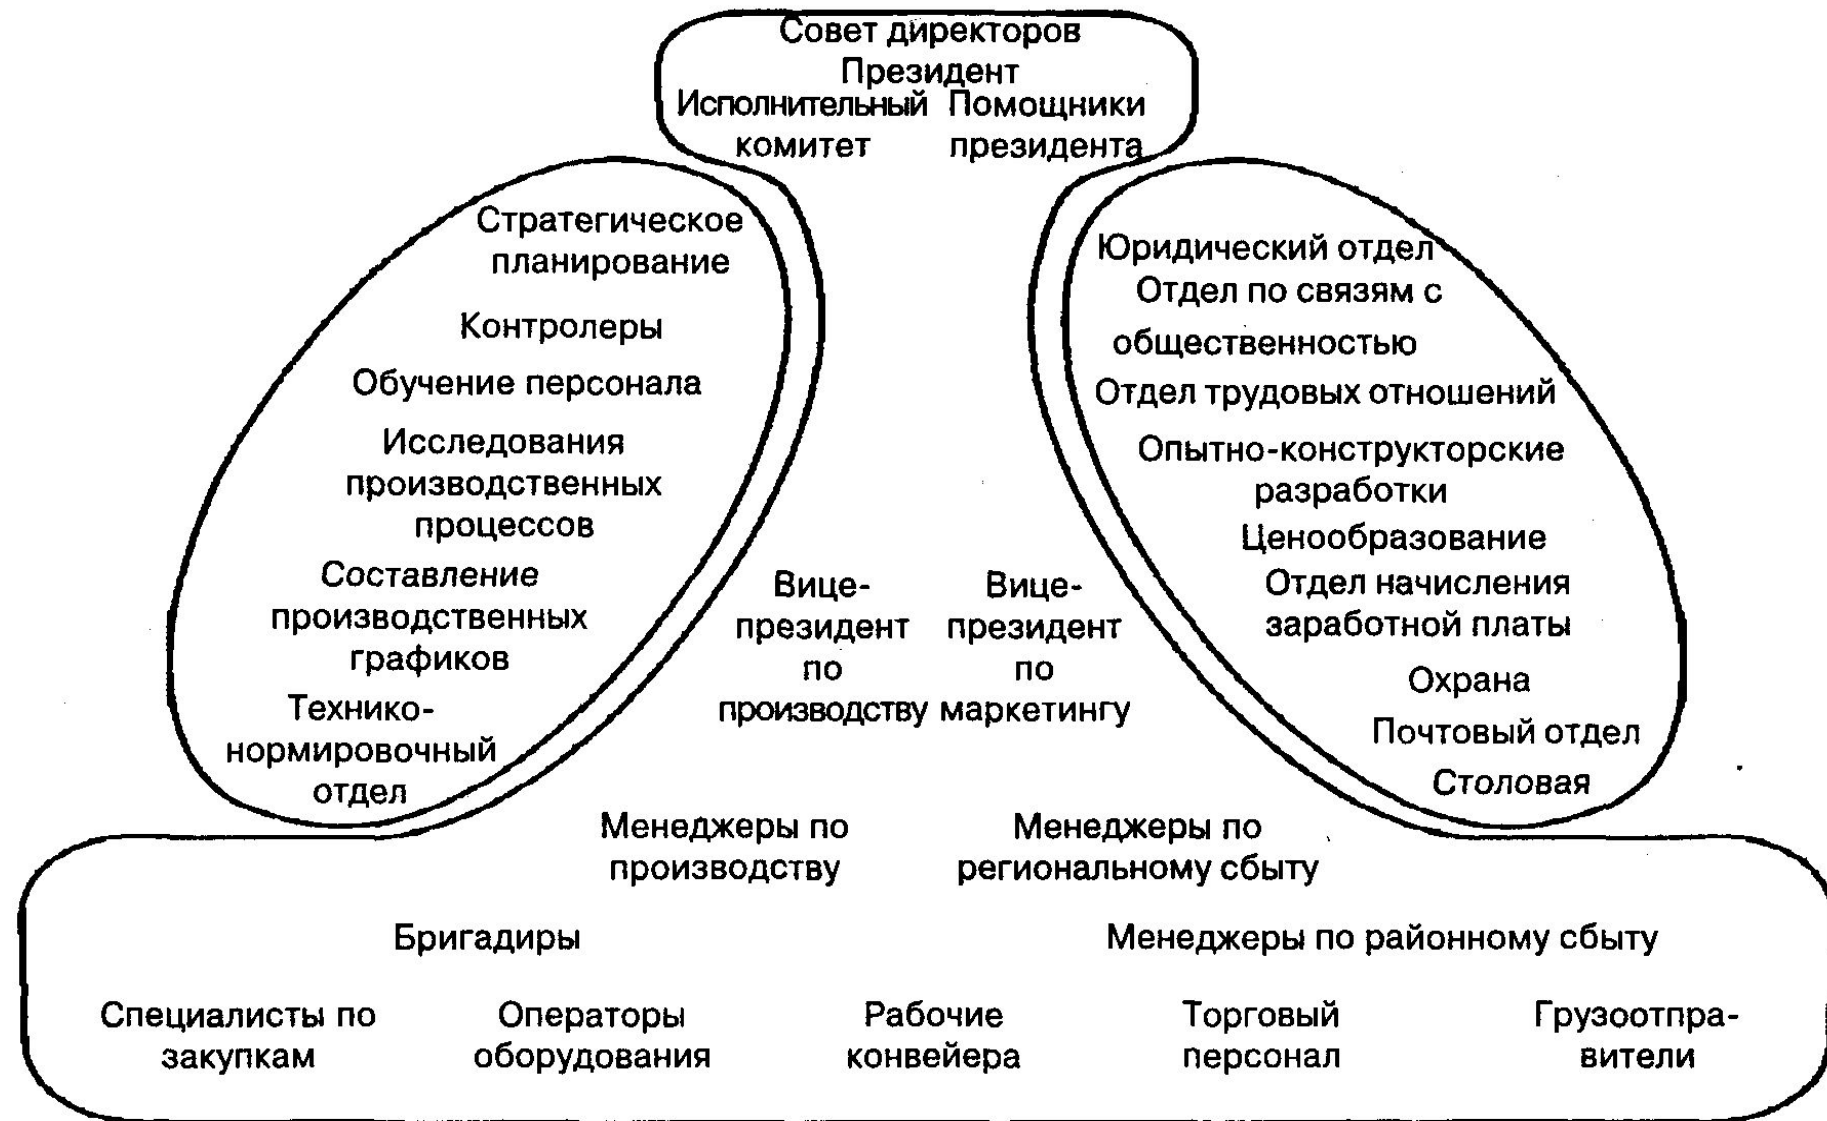 Совет директоров
Президент
Исполнительный
комитет
Помощники
президента
Стратегическое
планирование
Контролеры
Обучение персонала
Исследования
производственных
процессов
Составление
производственных
графиков
Технико-
нормировочный
отдел
Вице-
президент
по
производству
Вице-
президент
по
маркетингу
Юридический отдел
Отдел по связям с
общественностью
Отдел трудовых отношений
Опытно-конструкторские
разработки
Ценообразование
Отдел начисления
заработной платы
Охрана
Почтовый отдел
Столовая
Менеджеры по
производству
Менеджеры по
региональному сбыту
Бригадиры
Менеджеры по районному сбыту
Специалисты по
закупкам
Операторы
оборудования
Рабочие
конвейера
Торговый
персонал
Грузоотпра-
вители